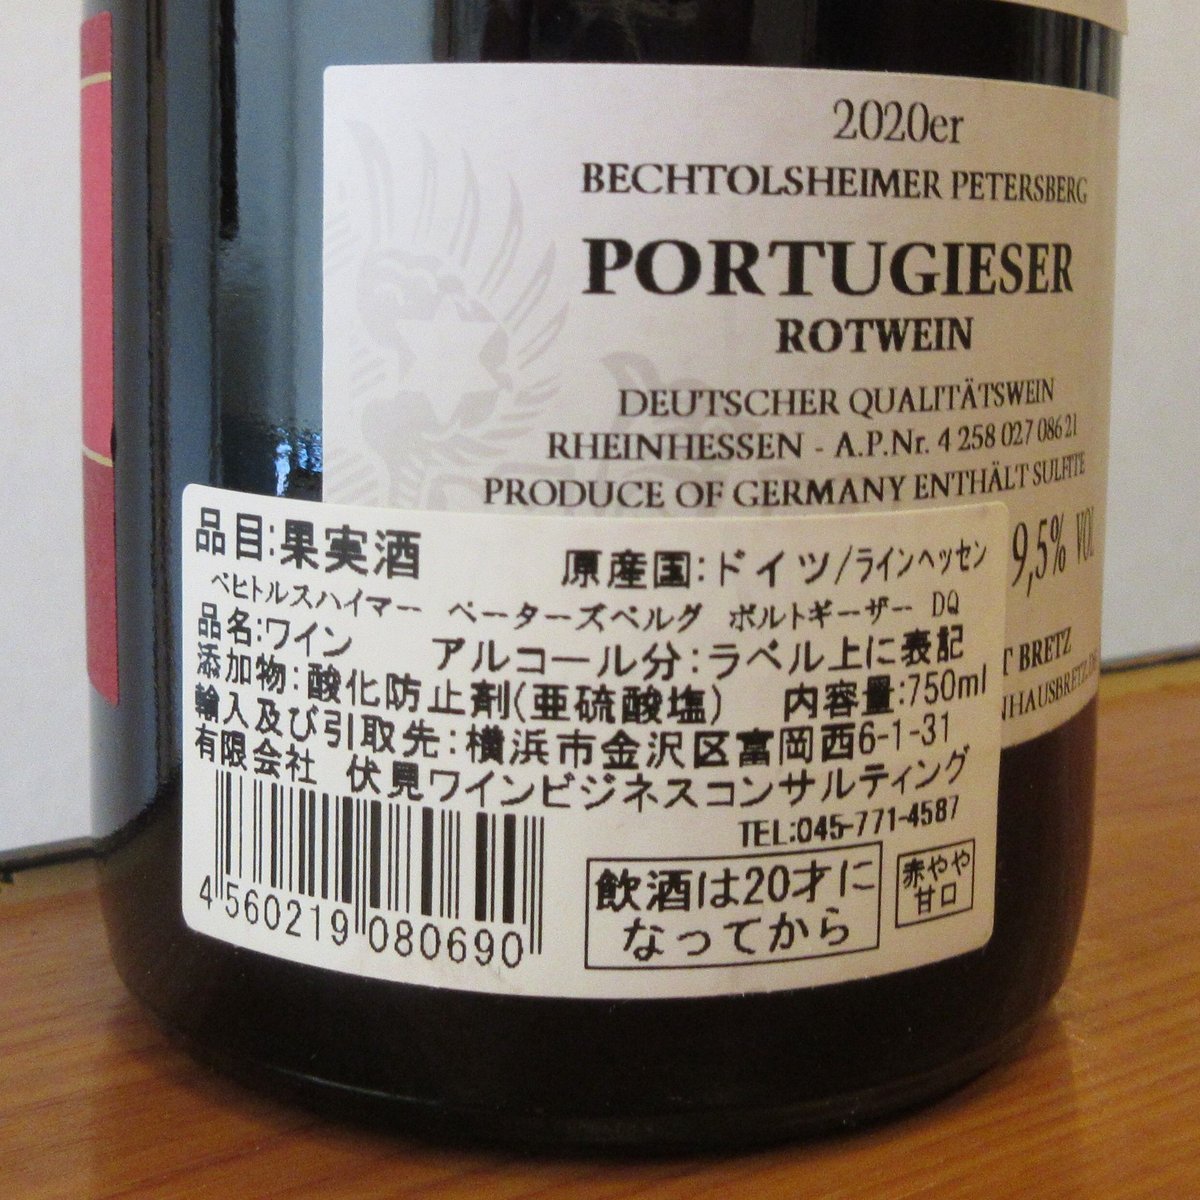 2020er
BECHTOLSHEIMER PETERSBERG
PORTUGIESER
ROTWEIN
DEUTSCHER QUALITÄTSWEIN
RHEINHESSEN - A.P.Nr. 4 258 027 086 21
PRODUCE OF GERMANY ENTHÄLT SULFITE
9,5% VOL
BRETZ
品目:果実酒 原産国:ドイツ/ラインヘッセン
ベヒトルスハイマー ペーターズベルグ ポルトギーザー DQ
品名:ワイン アルコール分:ラベル上に表記
添加物:酸化防止剤(亜硫酸塩) 内容量:750ml
輸入及び引取先:横浜市金沢区富岡西6-1-31
有限会社 伏見ワインビジネスコンサルティング
TEL:045-771-4587
4 560219 080690
飲酒は20才に
なってから
赤やや
甘口